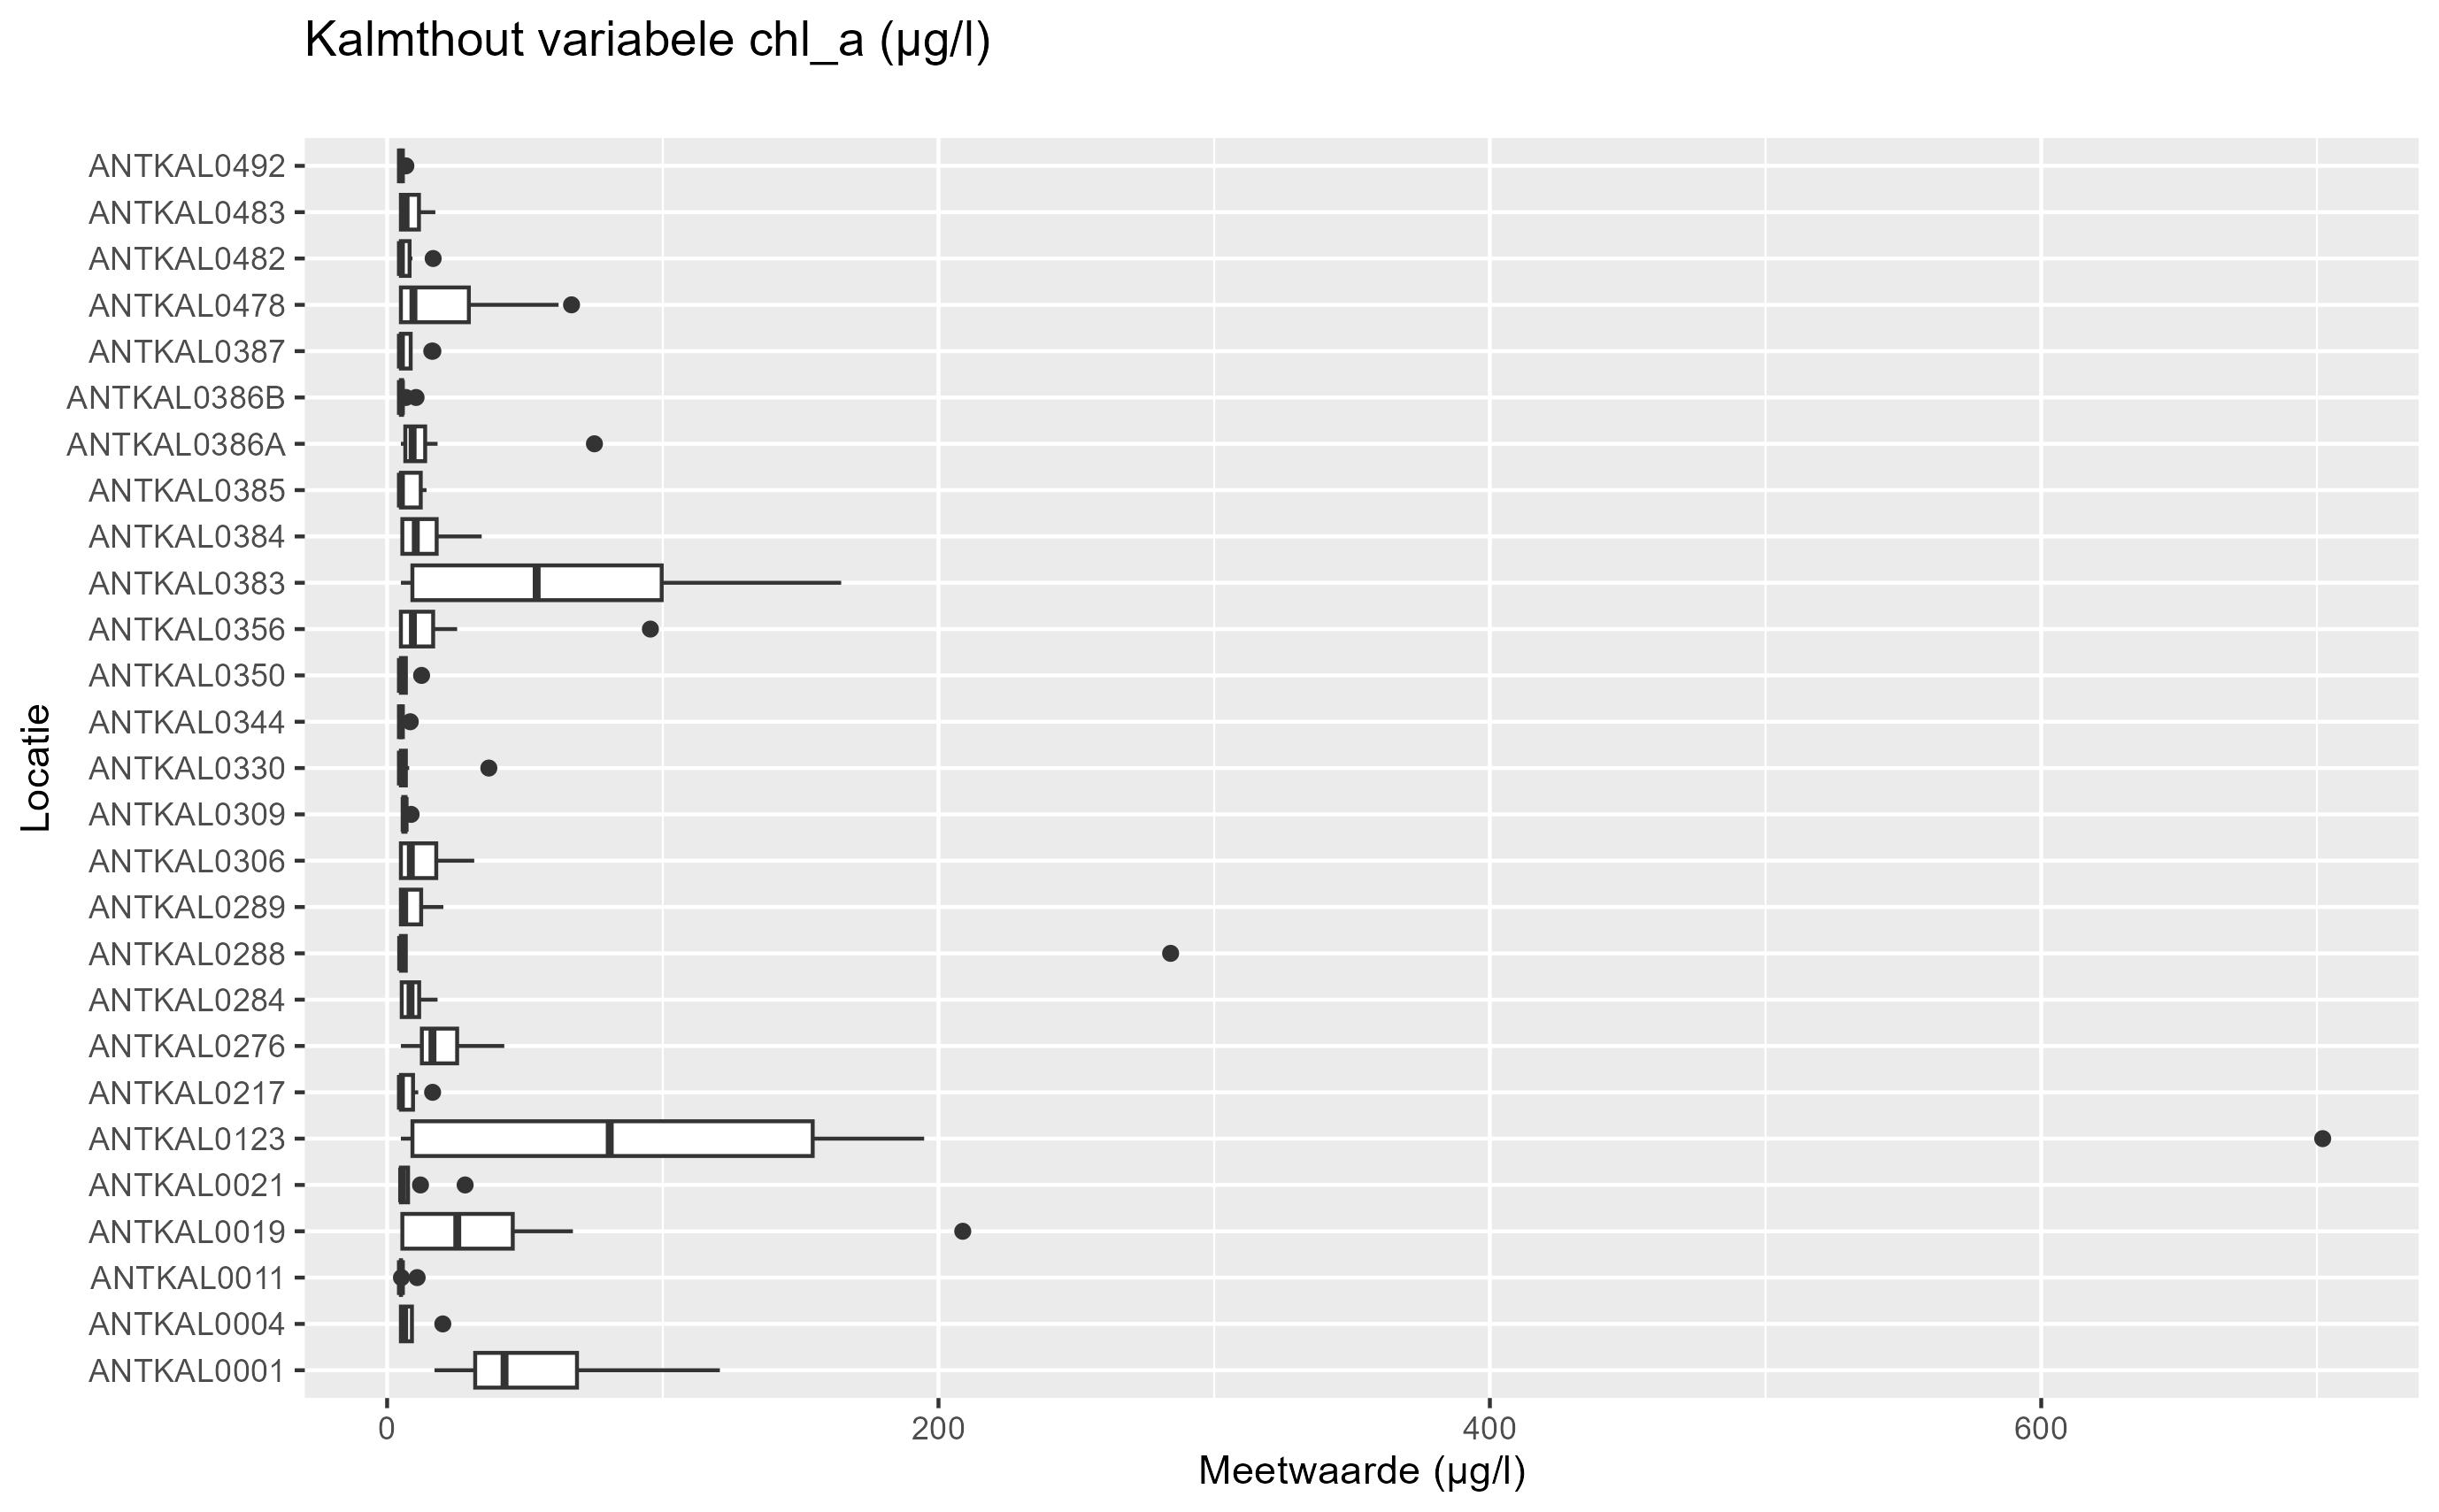 Kalmthout variabele chl_a (µg/l)
ANTKAL0492
ANTKAL0483
ANTKAL0482
ANTKAL0478
ANTKAL0387
ANTKAL0386B
ANTKAL0386A
ANTKAL0385
ANTKAL0384
ANTKAL0383
ANTKAL0356
ANTKAL0350
ANTKAL0344
ANTKAL0330
ANTKAL0309
ANTKAL0306
ANTKAL0289
ANTKAL0288
ANTKAL0284
ANTKAL0276
ANTKAL0217
ANTKAL0123
ANTKAL0021
ANTKAL0019
ANTKAL0011
ANTKAL0004
ANTKAL0001
Locatie
0 200 400 600
Meetwaarde (µg/l)